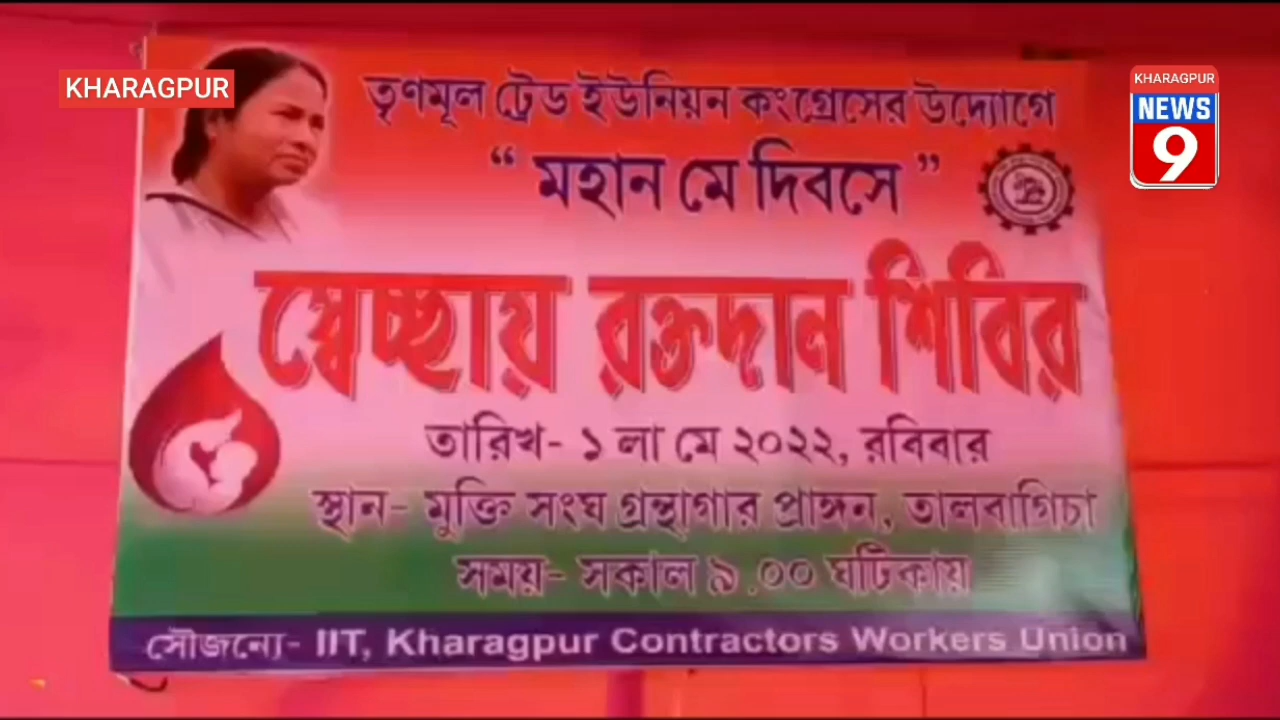 KHARAGPUR
KHARAGPUR
NEWS
9
তৃণমূল ট্রেড ইউনিয়ন কংগ্রেসের উদ্যোগে
“ মহান মে দিবসে ”
স্বেচ্ছায় রক্তদান শিবির
তারিখ- ১ লা মে ২০২২, রবিবার
স্থান- মুক্তি সংঘ গ্রন্থাগার প্রাঙ্গন, তালবাগিচা
সময়- সকাল ৯.০০ ঘটিকায়
সৌজন্যে- IIT, Kharagpur Contractors Workers Union